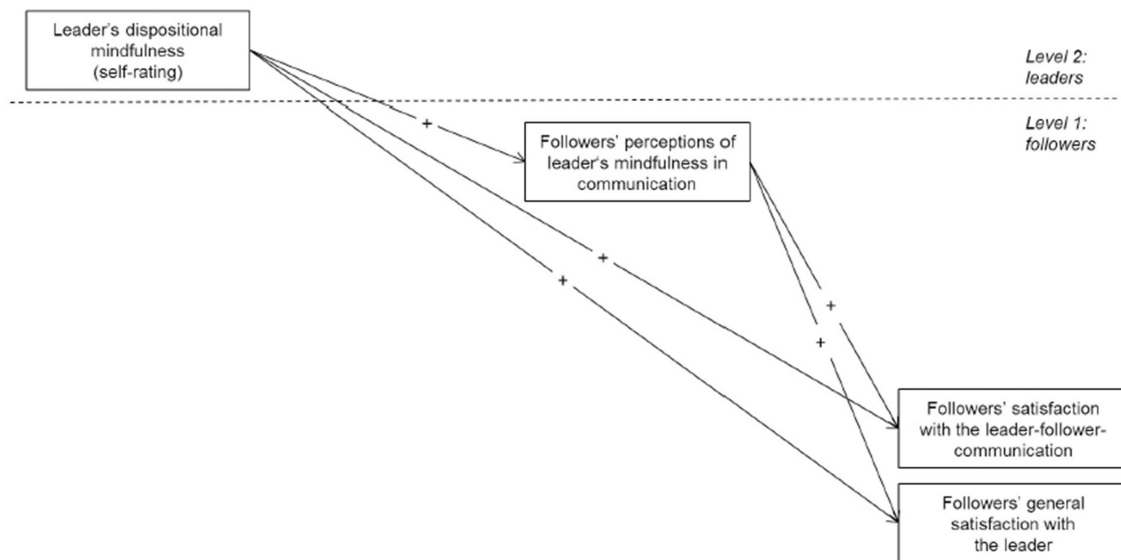 Leader's dispositional
mindfulness
(self-rating)
Level 2:
leaders
Level 1:
followers
+
Followers' perceptions of
leader's mindfulness in
communication
+
+
+
+
Followers' satisfaction
with the leader-follower-
communication
Followers' general
satisfaction with
the leader